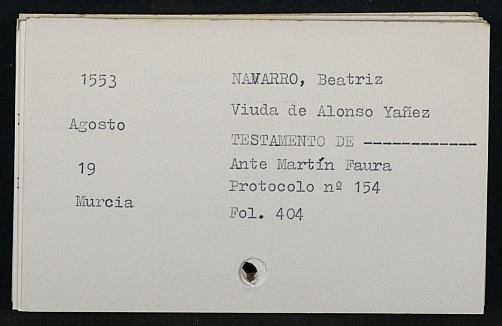 1553
Agosto
19
Murcia
NAVARRO, Beatriz
Viuda de Alonso Yañez
TESTAMENTO DE ------------
Ante Martín Faura
Protocolo nº 154
Fol. 404